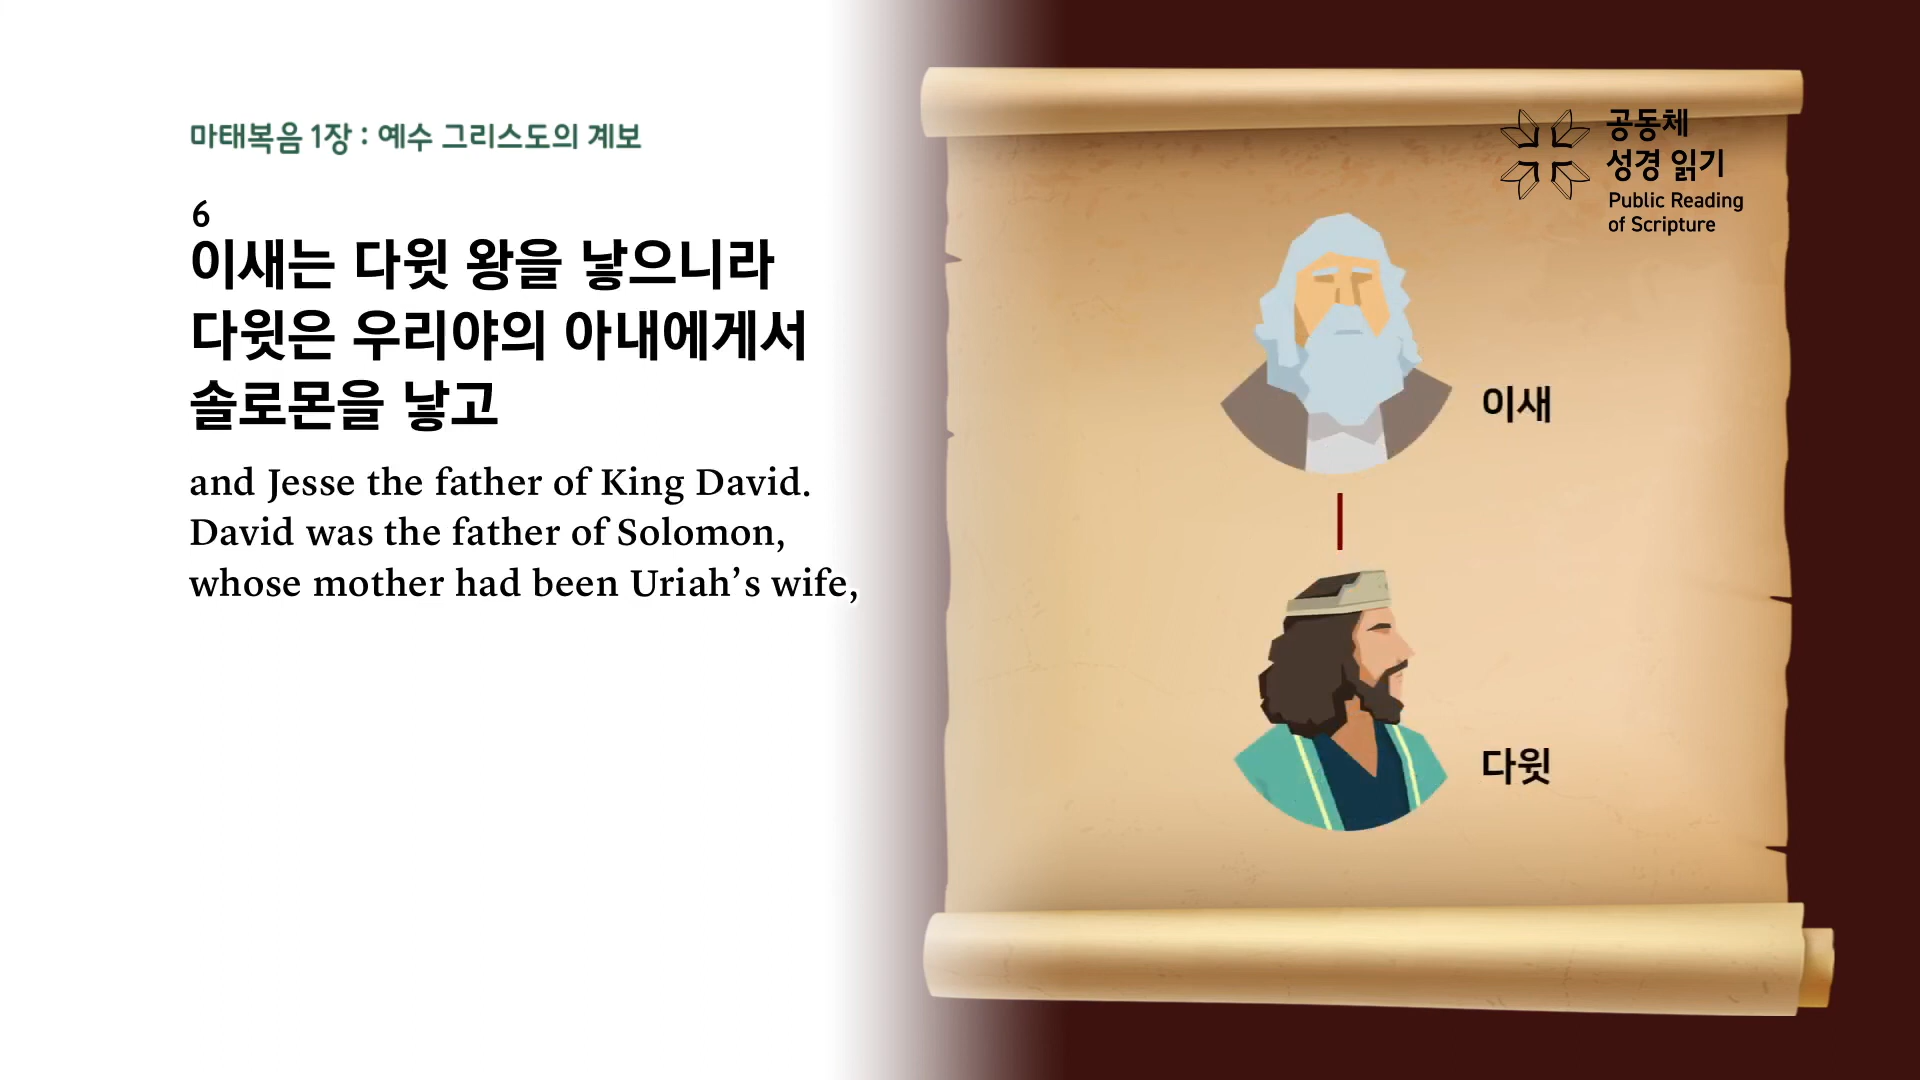 마태복음 1장 : 예수 그리스도의 계보
6
이새는 다윗 왕을 낳으니라
다윗은 우리야의 아내에게서
솔로몬을 낳고
and Jesse the father of King David.
David was the father of Solomon,
whose mother had been Uriah’s wife,
공동체
성경 읽기
Public Reading
of Scripture
이새
다윗